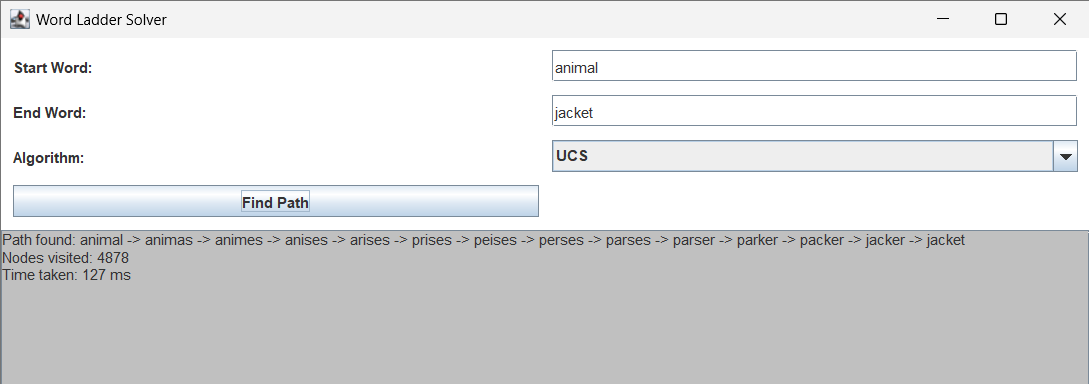 Word Ladder Solver
Start Word: animal
End Word: jacket
Algorithm: UCS
Find Path
Path found: animal -> animas -> animes -> anises -> arises -> prises -> peises -> perses -> parses -> parser -> parker -> packer -> jacker -> jacket
Nodes visited: 4878
Time taken: 127 ms